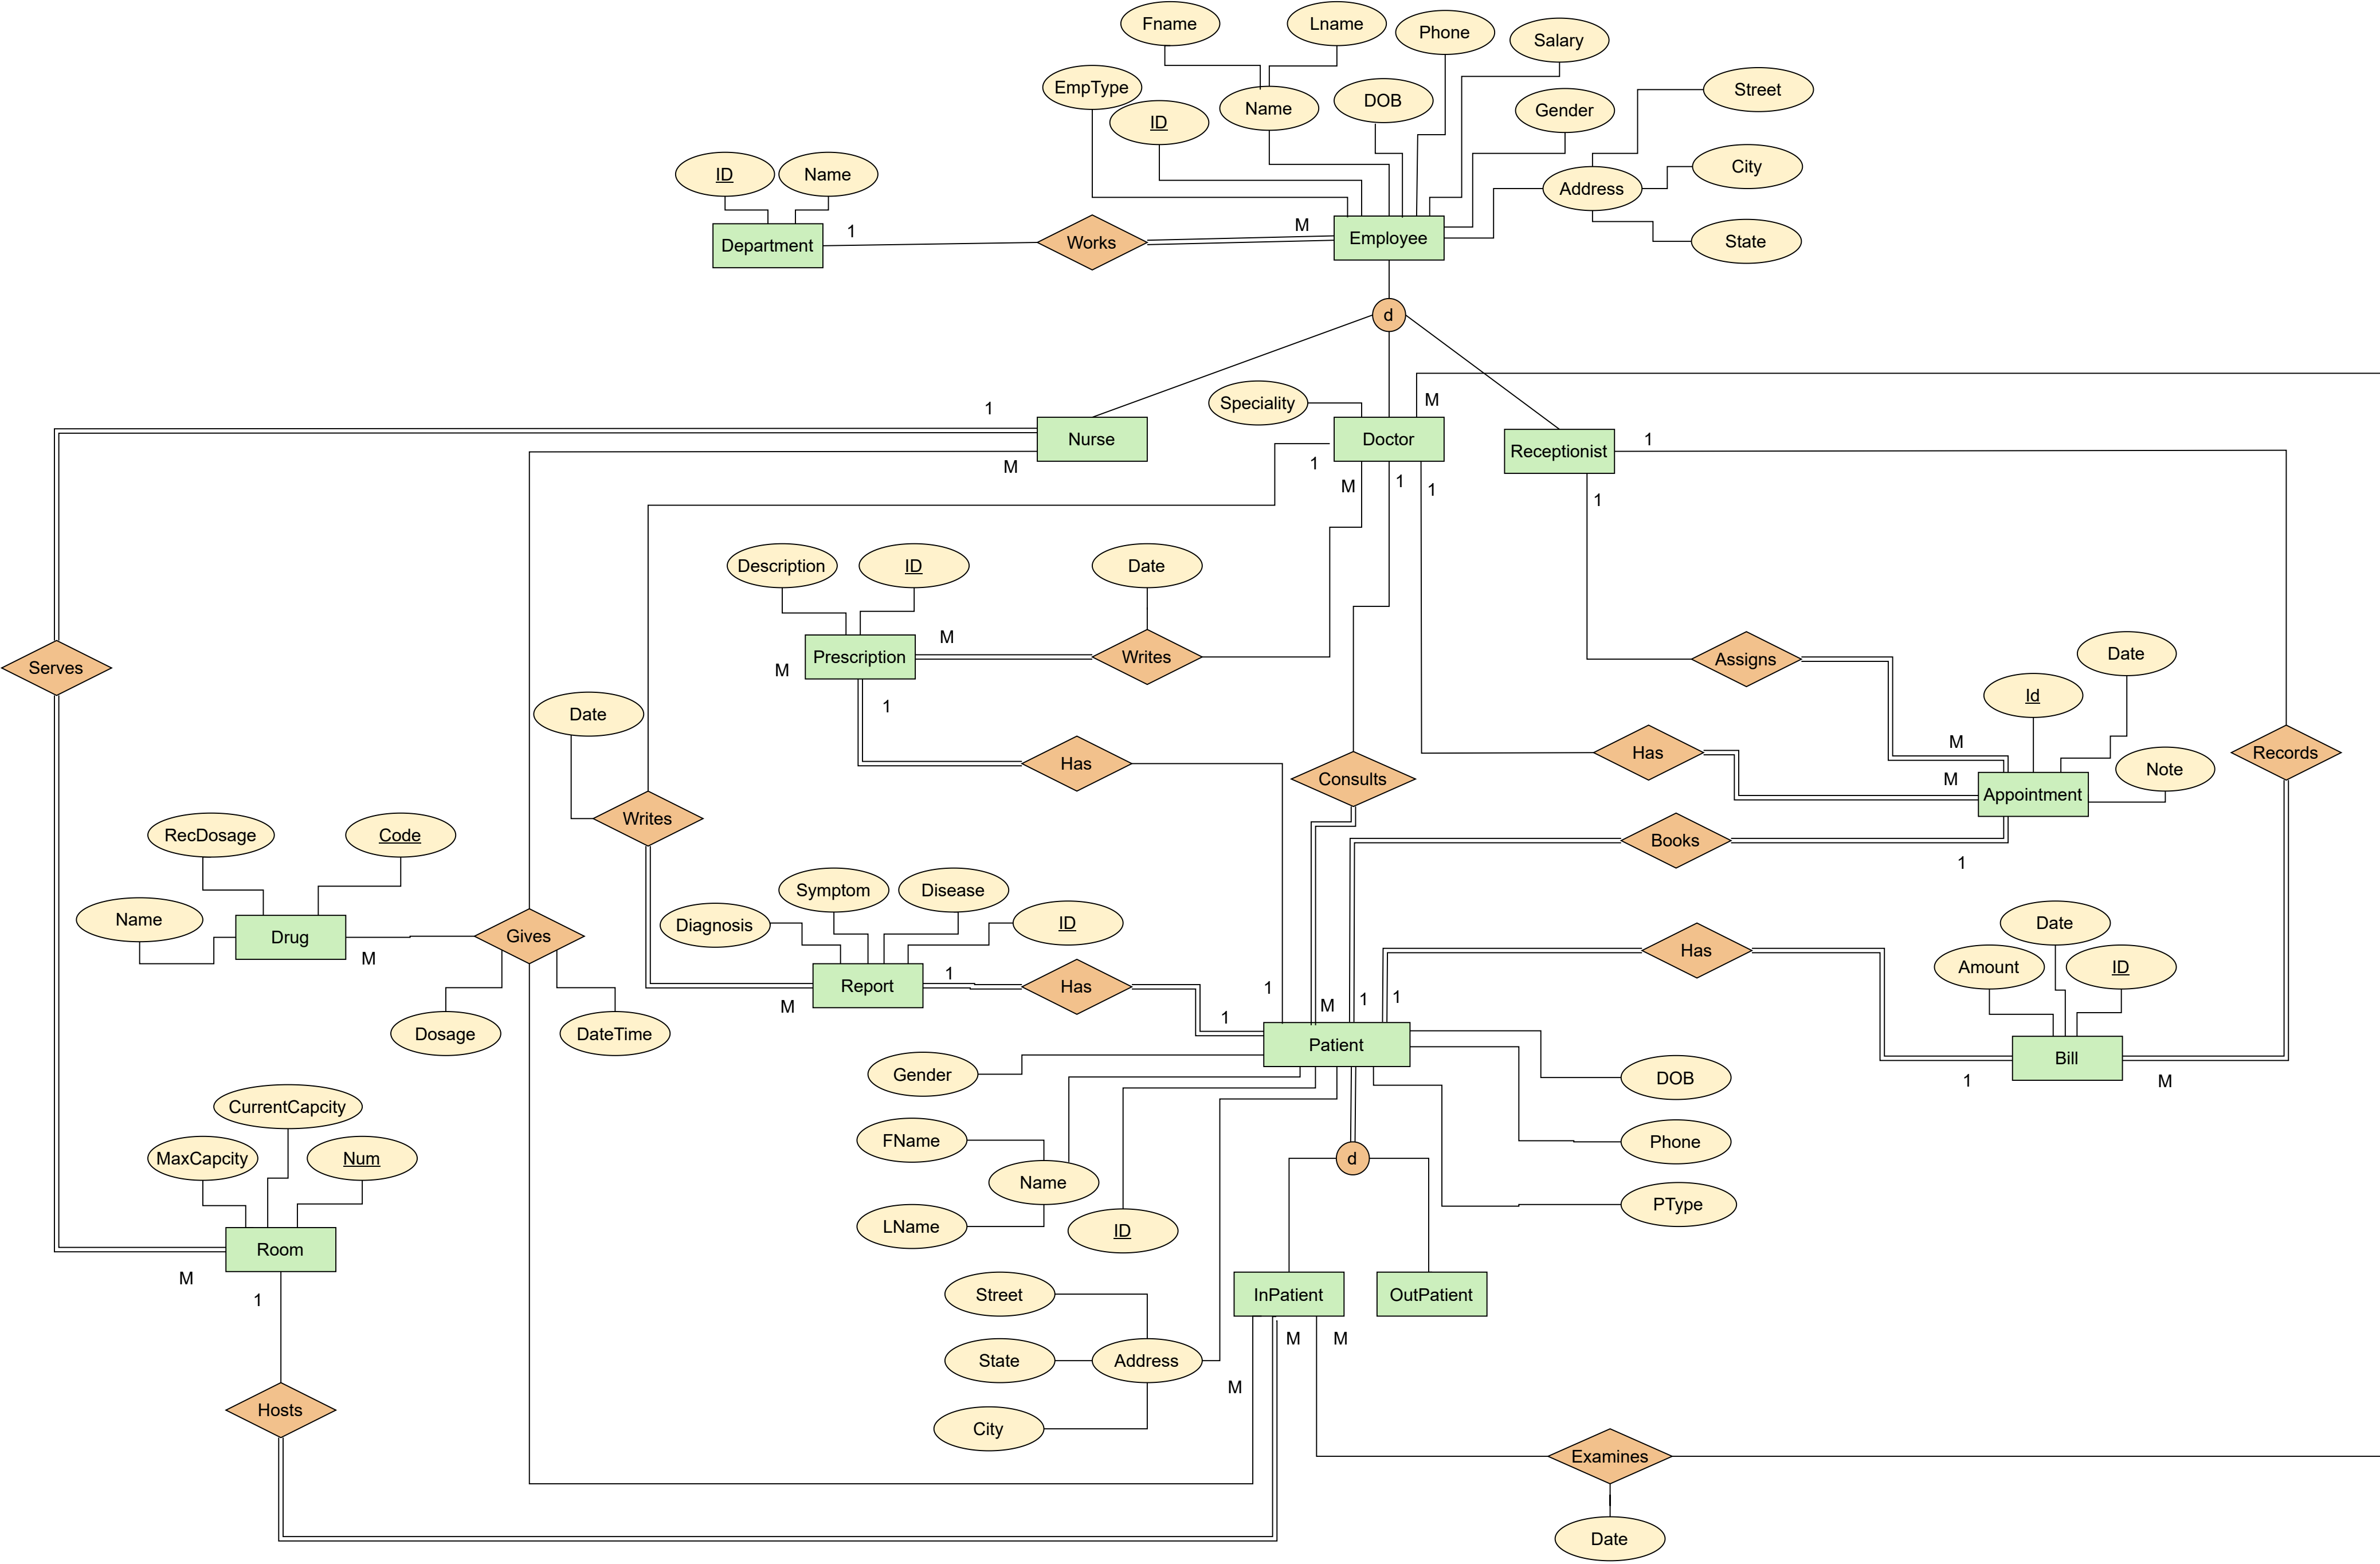 Fname
Lname
Phone
Salary
EmpType
ID
Name
DOB
Gender
Street
City
Address
State
ID
Name
Department
1
Works
M
Employee
d
1
Nurse
M
Speciality
Doctor
M
1
M
1
1
Receptionist
1
1
Description
ID
Date
M
Prescription
M
Writes
1
Serves
Assigns
Date
Id
M
M
Note
Appointment
Date
Has
Consults
Has
Records
Writes
Books
1
RecDosage
Code
Name
Drug
M
Gives
Dosage
DateTime
Symptom
Disease
Diagnosis
ID
Report
1
M
Has
1
1
M
1
1
Patient
Has
Date
Amount
ID
Bill
1
M
Gender
FName
Name
LName
ID
DOB
Phone
PType
d
CurrentCapcity
MaxCapcity
Num
Room
M
1
Street
State
Address
City
InPatient
OutPatient
M
M
M
Hosts
Examines
Date